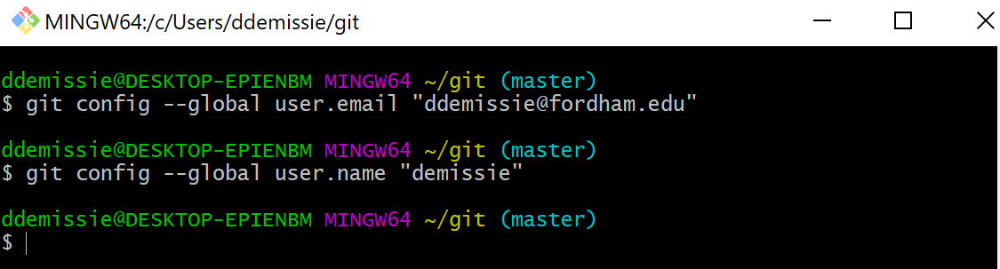 MINGW64:/c/Users/ddemissie/git
ddemissie@DESKTOP-EPIENBM MINGW64 ~/git (master)
$ git config --global user.email "ddemissie@fordham.edu"
ddemissie@DESKTOP-EPIENBM MINGW64 ~/git (master)
$ git config --global user.name "demissie"
ddemissie@DESKTOP-EPIENBM MINGW64 ~/git (master)
$